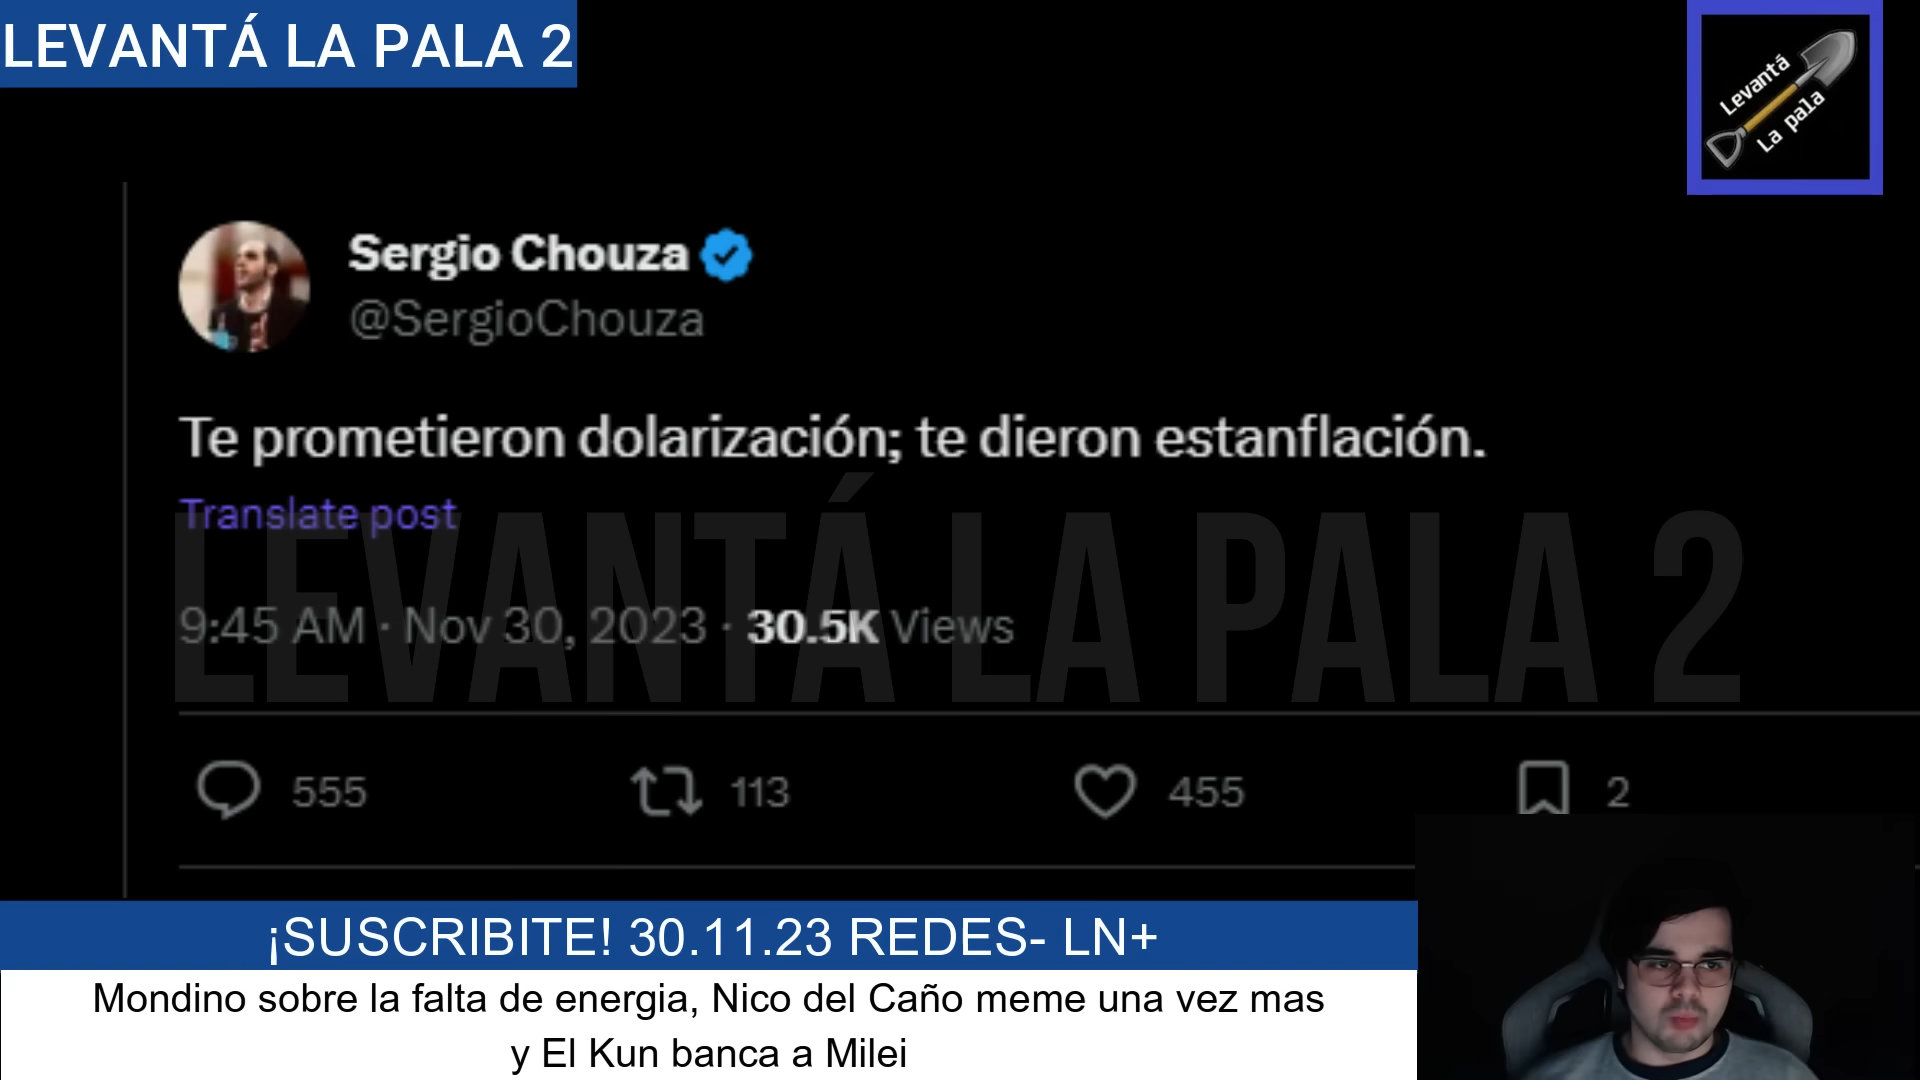 LEVANTÁ LA PALA 2
Levantá
La pala
Sergio Chouza
@SergioChouza
Te prometieron dolarización; te dieron estanflación.
Translate post
LEVANTÁ LA PALA 2
9:45 AM · Nov 30, 2023 · 30.5K Views
555 113 455 2
¡SUSCRIBITE! 30.11.23 REDES- LN+
Mondino sobre la falta de energia, Nico del Caño meme una vez mas
y El Kun banca a Milei